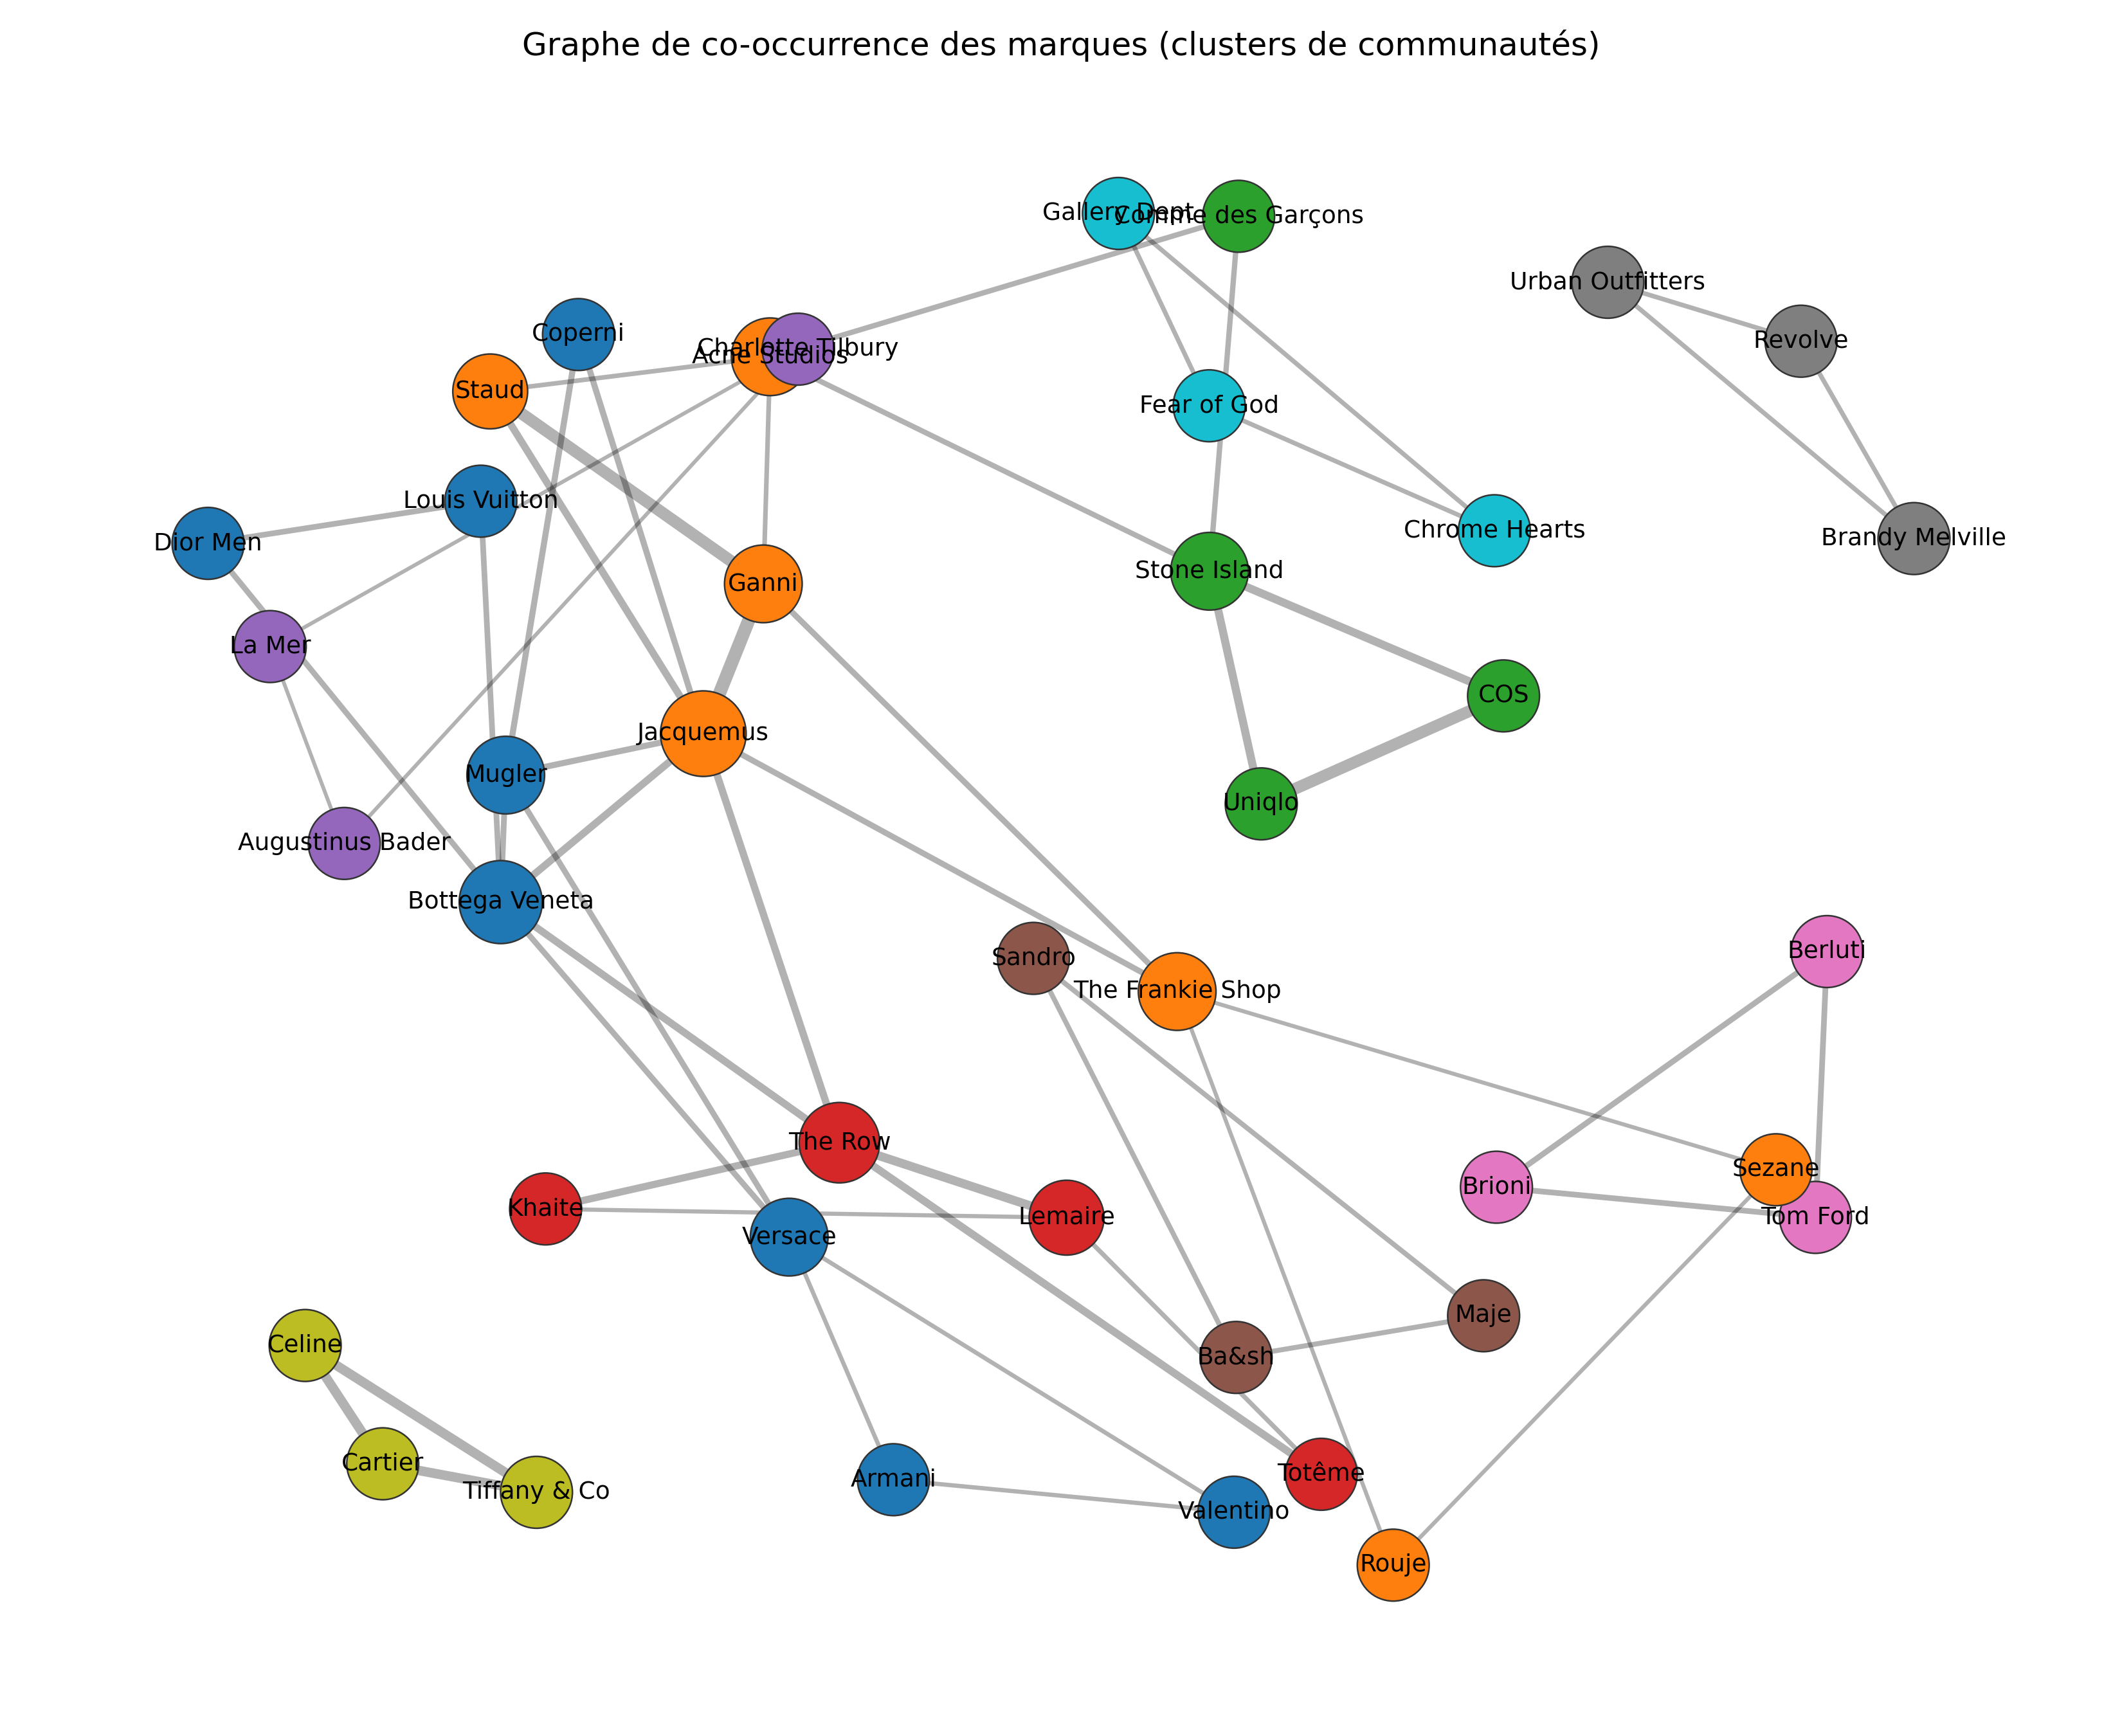 Graphe de co-occurrence des marques (clusters de communautés)
Gallery Dept
Comme des Garçons
Urban Outfitters
Coperni
Revolve
Charlotte Tilbury
Acne Studios
Staud
Fear of God
Louis Vuitton
Chrome Hearts
Dior Men
Brandy Melville
Stone Island
Ganni
La Mer
COS
Jacquemus
Mugler
Uniqlo
Augustinus Bader
Bottega Veneta
Berluti
Sandro
The Frankie Shop
The Row
Sezane
Brioni
Khaite
Lemaire
Tom Ford
Versace
Maje
Celine
Ba&sh
Cartier
Totême
Armani
Tiffany & Co
Valentino
Rouje